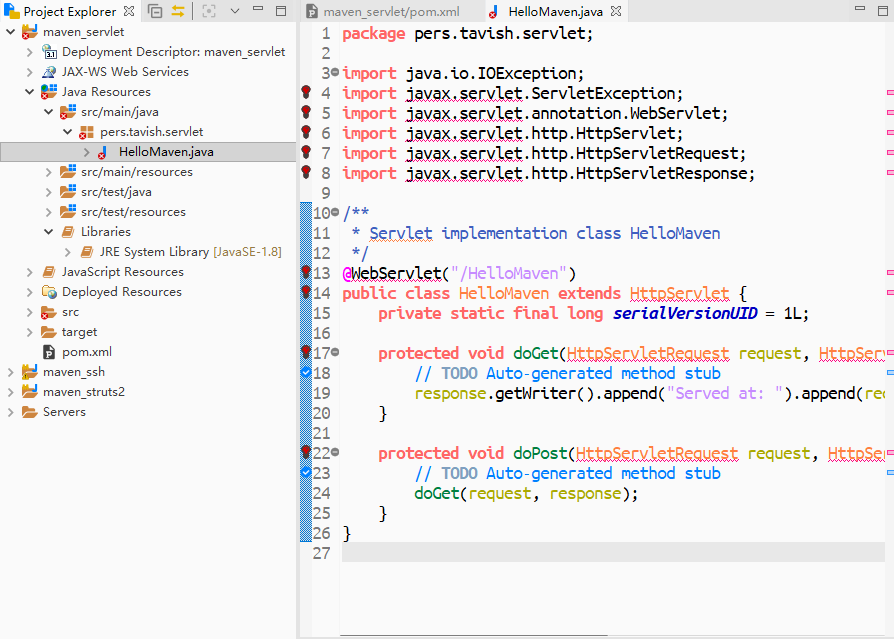 Project Explorer
maven_servlet
Deployment Descriptor: maven_servlet
JAX-WS Web Services
Java Resources
src/main/java
pers.tavish.servlet
HelloMaven.java
src/main/resources
src/test/java
src/test/resources
Libraries
JRE System Library [JavaSE-1.8]
JavaScript Resources
Deployed Resources
src
target
pom.xml
maven_ssh
maven_struts2
Servers
maven_servlet/pom.xml HelloMaven.java
1 package pers.tavish.servlet;
2
3 import java.io.IOException;
4 import javax.servlet.ServletException;
5 import javax.servlet.annotation.WebServlet;
6 import javax.servlet.http.HttpServlet;
7 import javax.servlet.http.HttpServletRequest;
8 import javax.servlet.http.HttpServletResponse;
9
10 /**
11 * Servlet implementation class HelloMaven
12 */
13 @WebServlet("/HelloMaven")
14 public class HelloMaven extends HttpServlet {
15 private static final long serialVersionUID = 1L;
16
17 protected void doGet(HttpServletRequest request, HttpServ
18 // TODO Auto-generated method stub
19 response.getWriter().append("Served at: ").append(rec
20 }
21
22 protected void doPost(HttpServletRequest request, HttpSe
23 // TODO Auto-generated method stub
24 doGet(request, response);
25 }
26 }
27